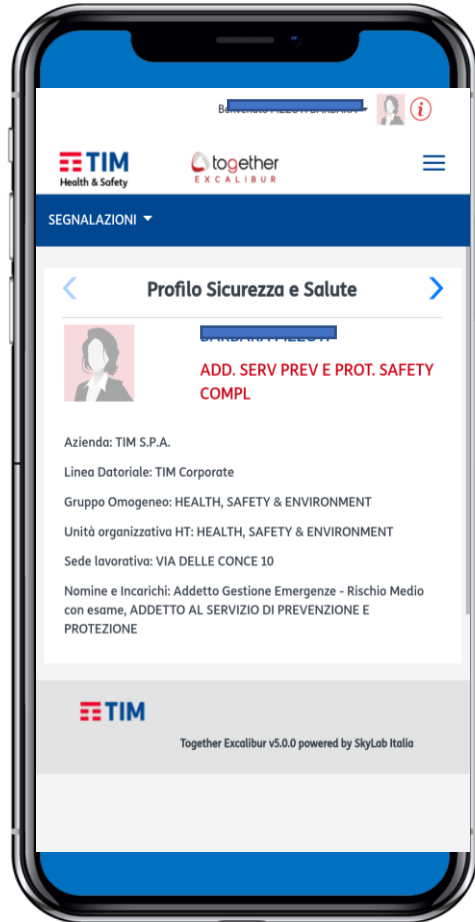 TIM
Health & Safety
together
EXCALIBUR
SEGNALAZIONI
Profilo Sicurezza e Salute
ADD. SERV PREV E PROT. SAFETY
COMPL
Azienda: TIM S.P.A.
Linea Datoriale: TIM Corporate
Gruppo Omogeneo: HEALTH, SAFETY & ENVIRONMENT
Unità organizzativa HT: HEALTH, SAFETY & ENVIRONMENT
Sede lavorativa: VIA DELLE CONCE 10
Nomine e Incarichi: Addetto Gestione Emergenze - Rischio Medio
con esame, ADDETTO AL SERVIZIO DI PREVENZIONE E
PROTEZIONE
TIM
Together Excalibur v5.0.0 powered by SkyLab Italia